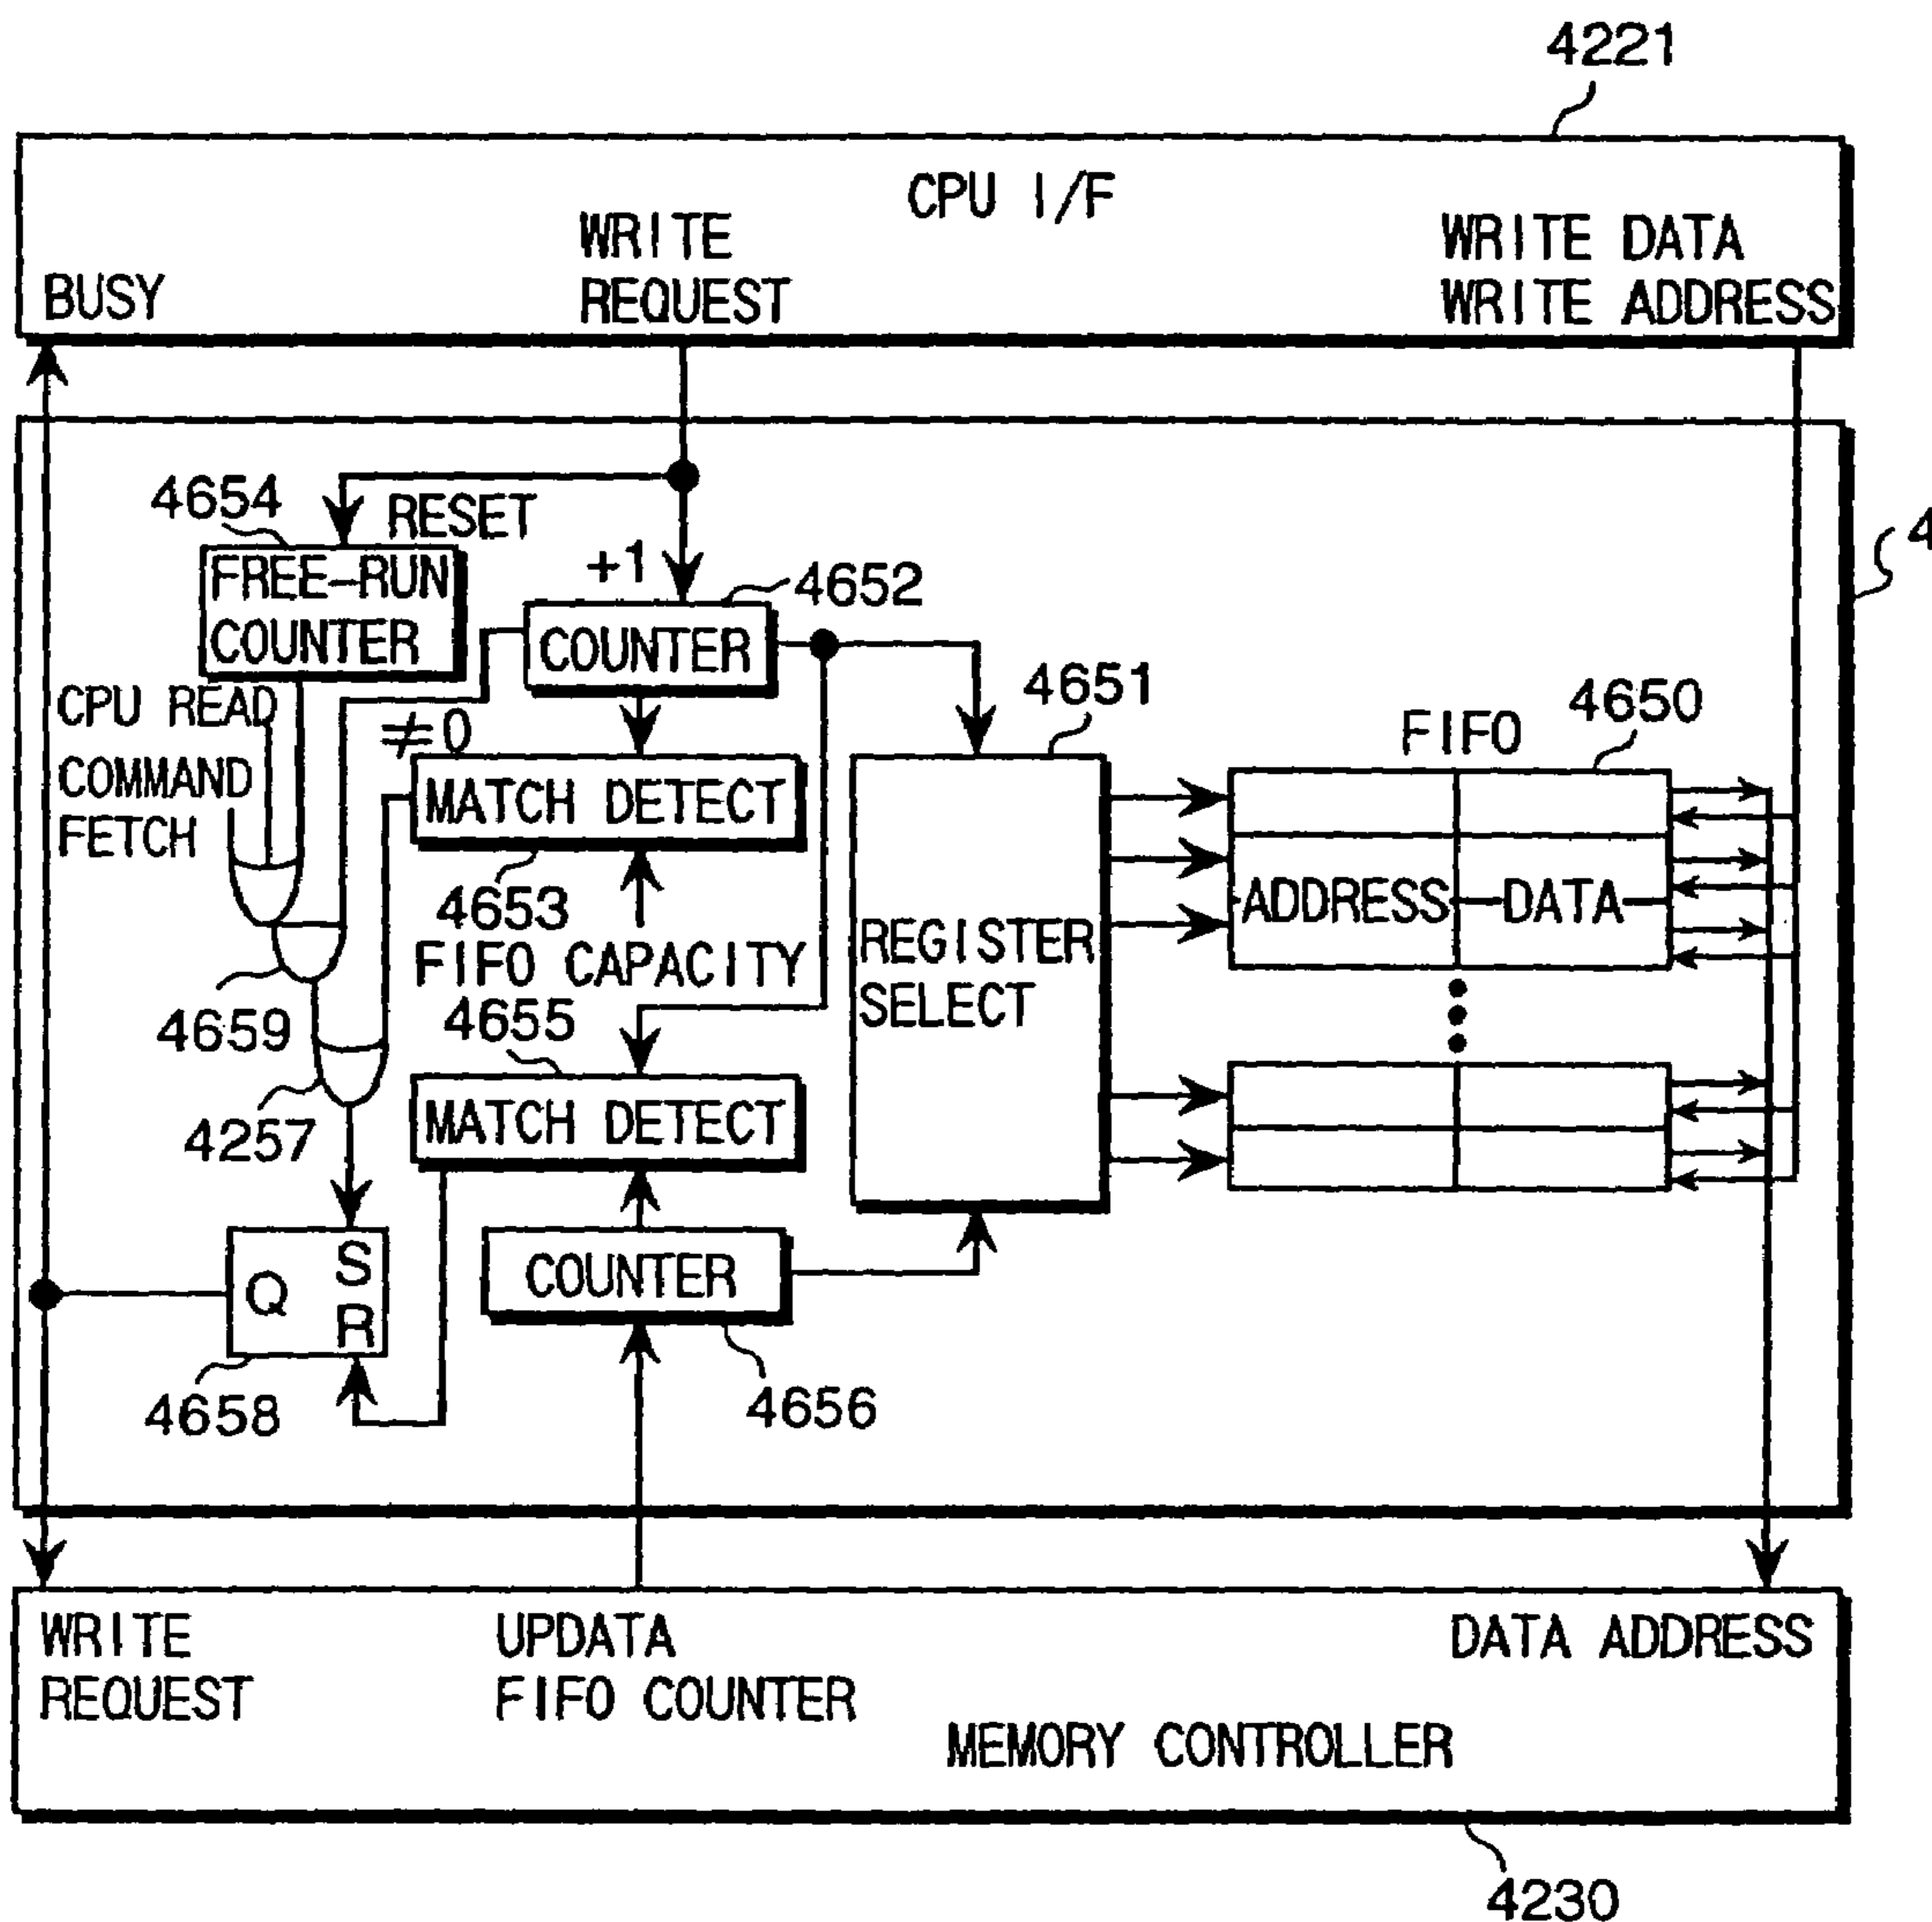 4221
CPU I/F
WRITE
REQUEST
WRITE DATA
WRITE ADDRESS
BUSY
4654
RESET
FREE-RUN
COUNTER
+1
4652
COUNTER
4651
4650
FIFO
CPU READ
COMMAND
FETCH
≠0
MATCH DETECT
4653
FIFO CAPACITY
REGISTER
SELECT
ADDRESS
DATA
4659
4655
MATCH DETECT
4257
COUNTER
Q
S
R
4658
4656
WRITE
REQUEST
UPDATA
FIFO COUNTER
DATA ADDRESS
MEMORY CONTROLLER
4230